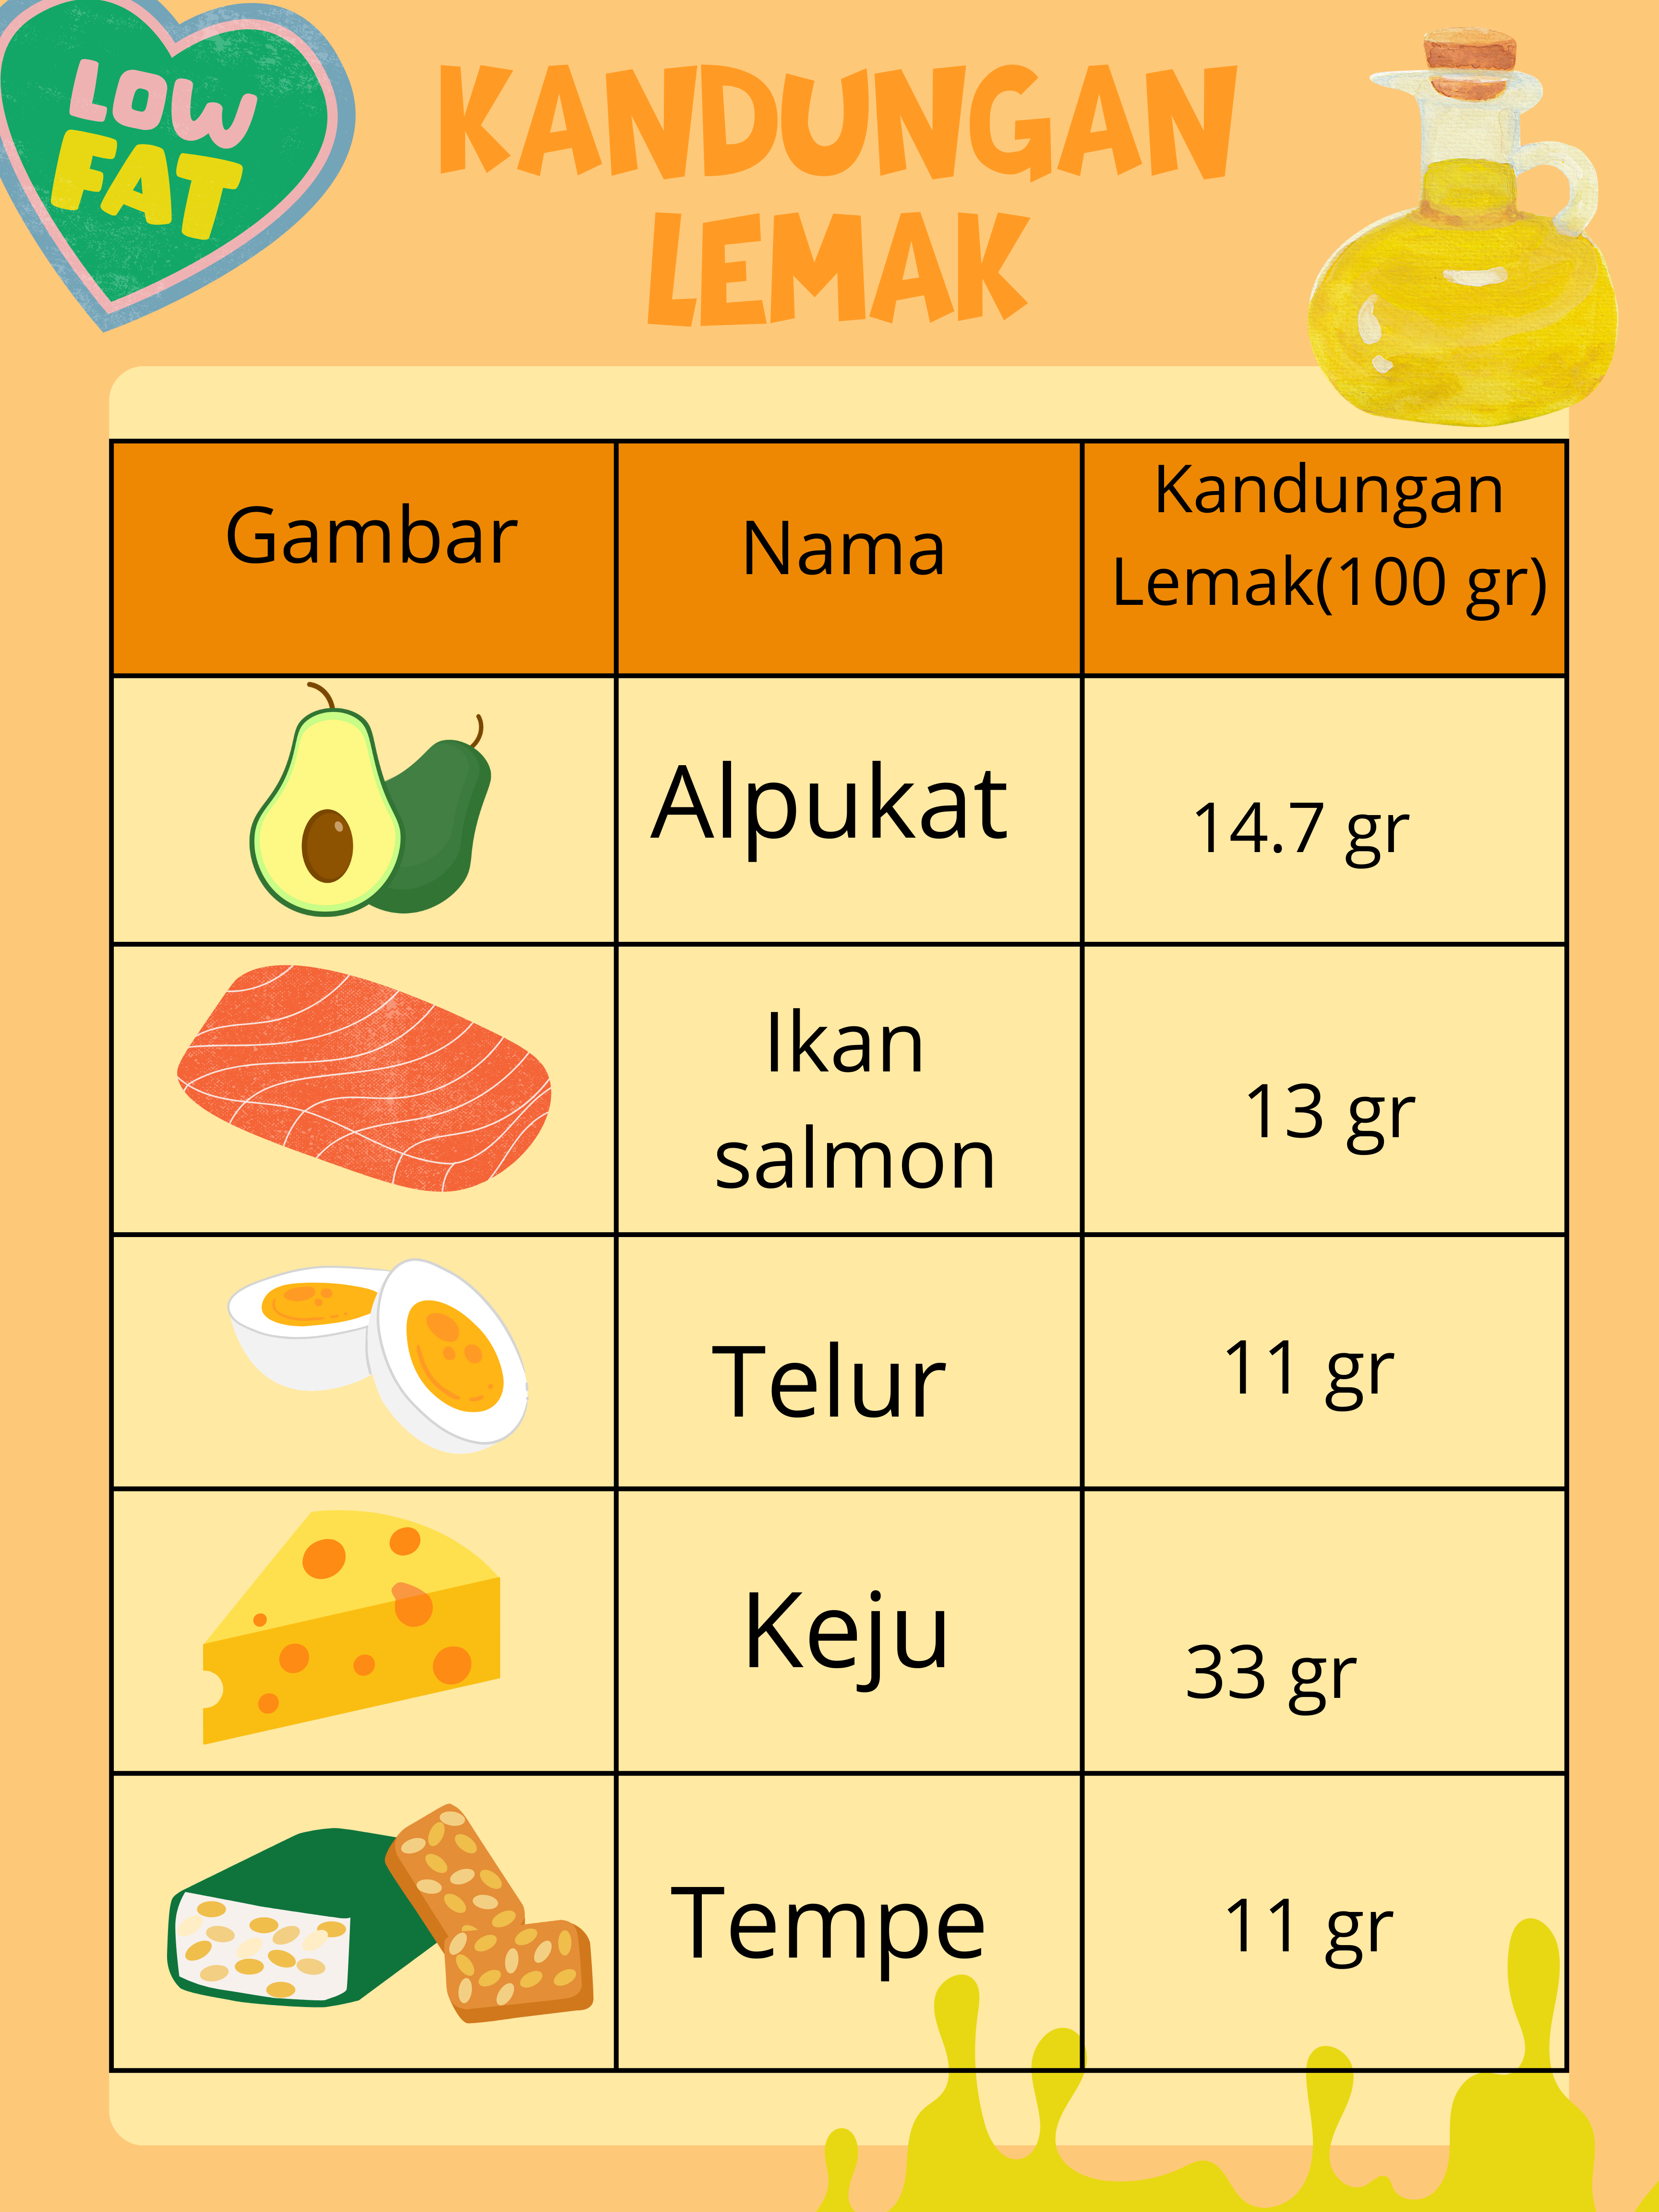 LOW
FAT
KANDUNGAN
LEMAK
Gambar
Nama
Kandungan
Lemak(100 gr)
Alpukat
14.7 gr
Ikan
salmon
13 gr
Telur
11 gr
Keju
33 gr
Tempe
11 gr